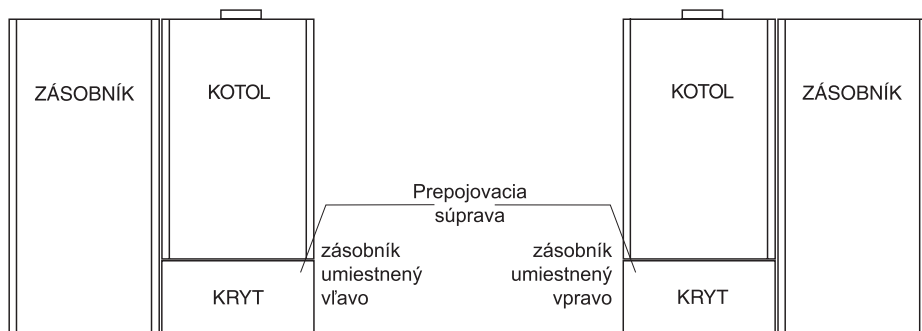 ZÁSOBNÍK
KOTOL
KOTOL
ZÁSOBNÍK
Prepojovacia
súprava
zásobník
umiestnený
vľavo
zásobník
umiestnený
vpravo
KRYT
KRYT